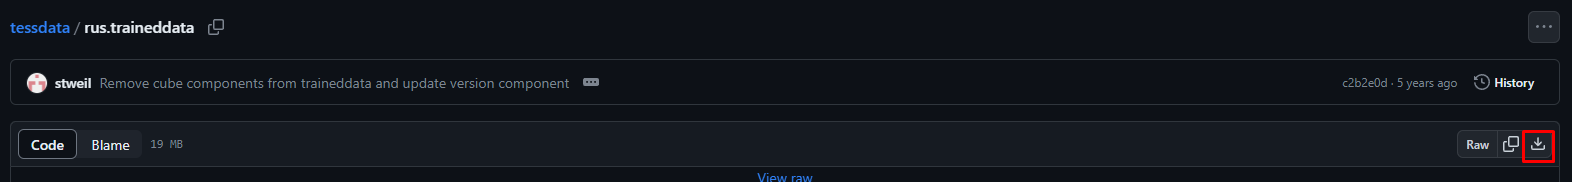 tessdata / rus.traineddata
stweil Remove cube components from traineddata and update version component c2b2e0d · 5 years ago History
Code Blame 19 MB Raw
View raw